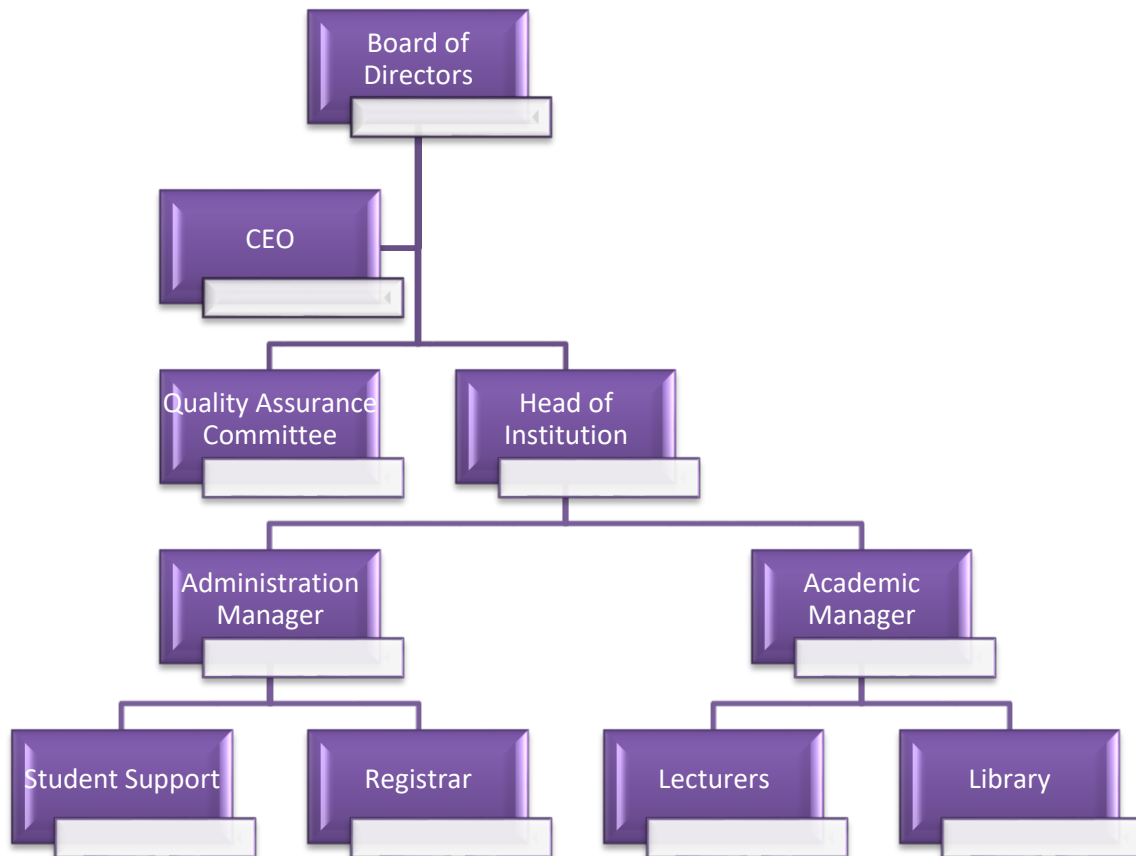 Board of
Directors
CEO
Quality Assurance
Committee
Head of
Institution
Administration
Manager
Academic
Manager
Student Support
Registrar
Lecturers
Library